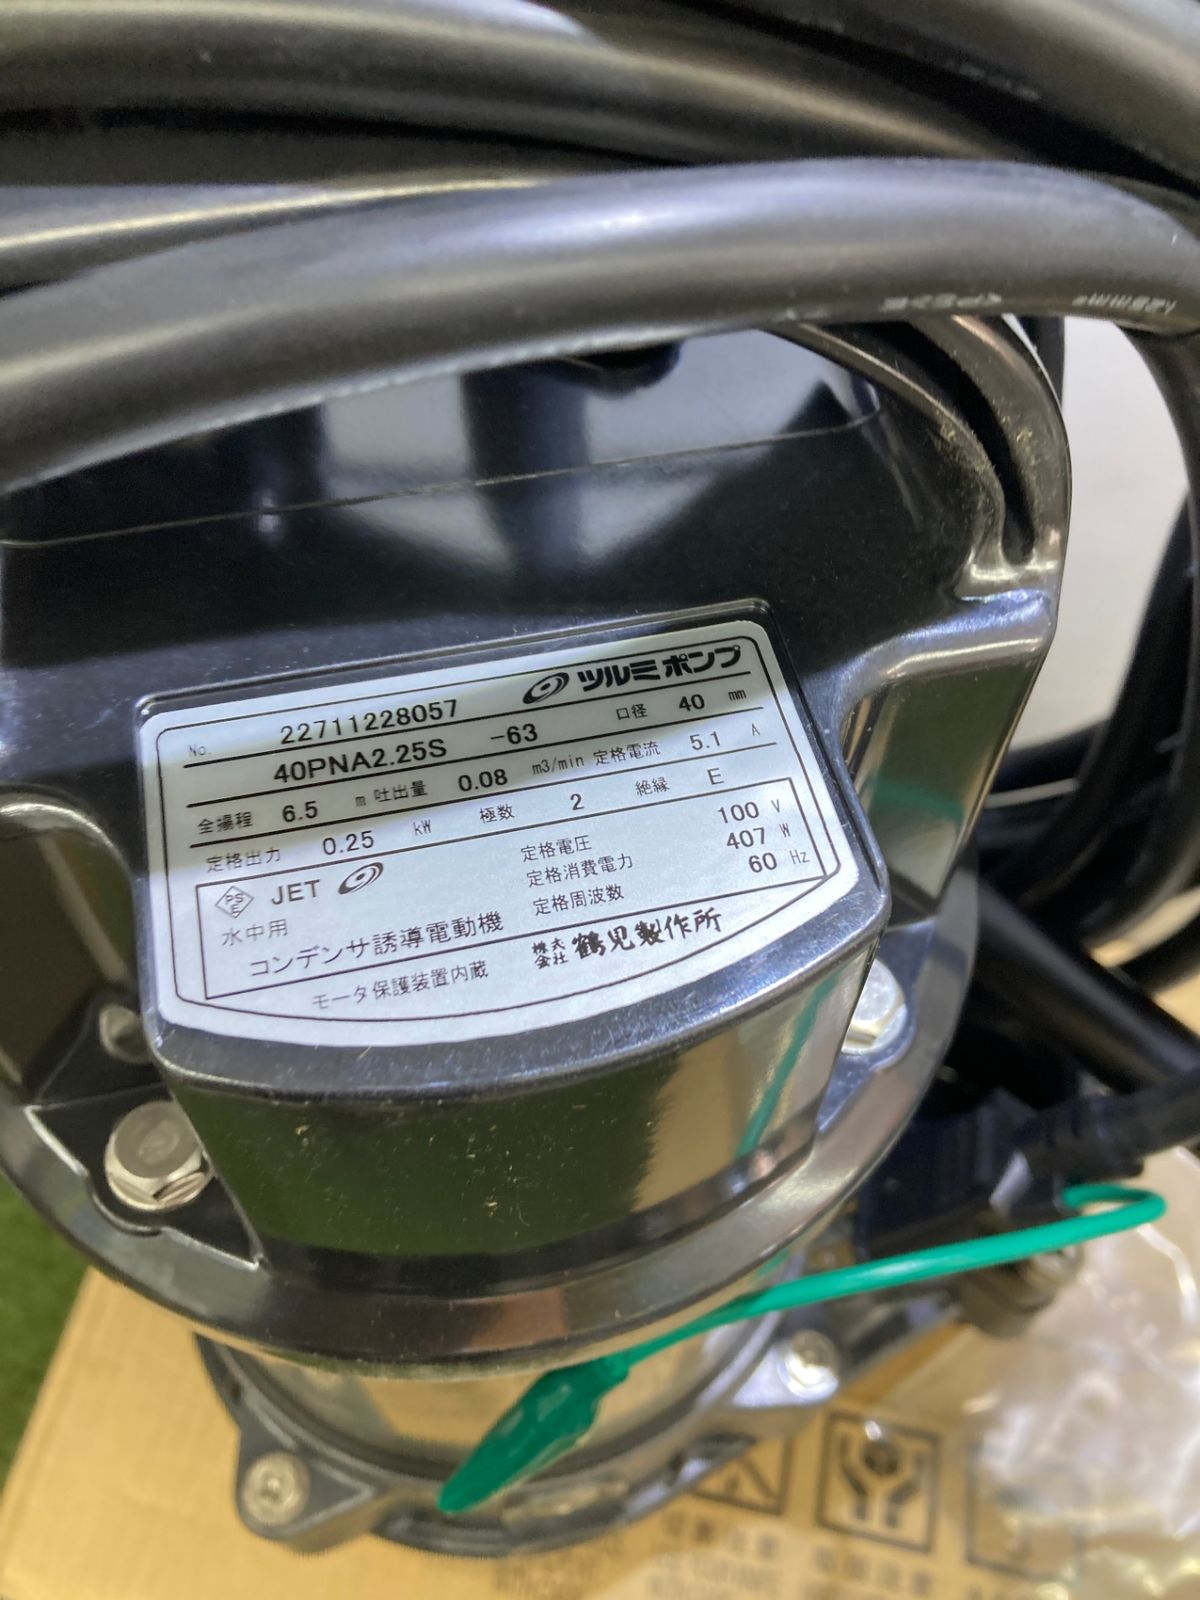 1.25mm²
ツルミポンプ
No. 22711228057
40PNA2.25S -63 口径 40 mm
全揚程 6.5 m 吐出量 0.08 m3/min 定格電流 5.1 A
定格出力 0.25 kW 極数 2 絶縁 E
PS E JET 定格電圧 100 V
水中用 定格消費電力 407 W
コンデンサ誘導電動機 定格周波数 60 Hz
モータ保護装置内蔵 株式会社 鶴見製作所